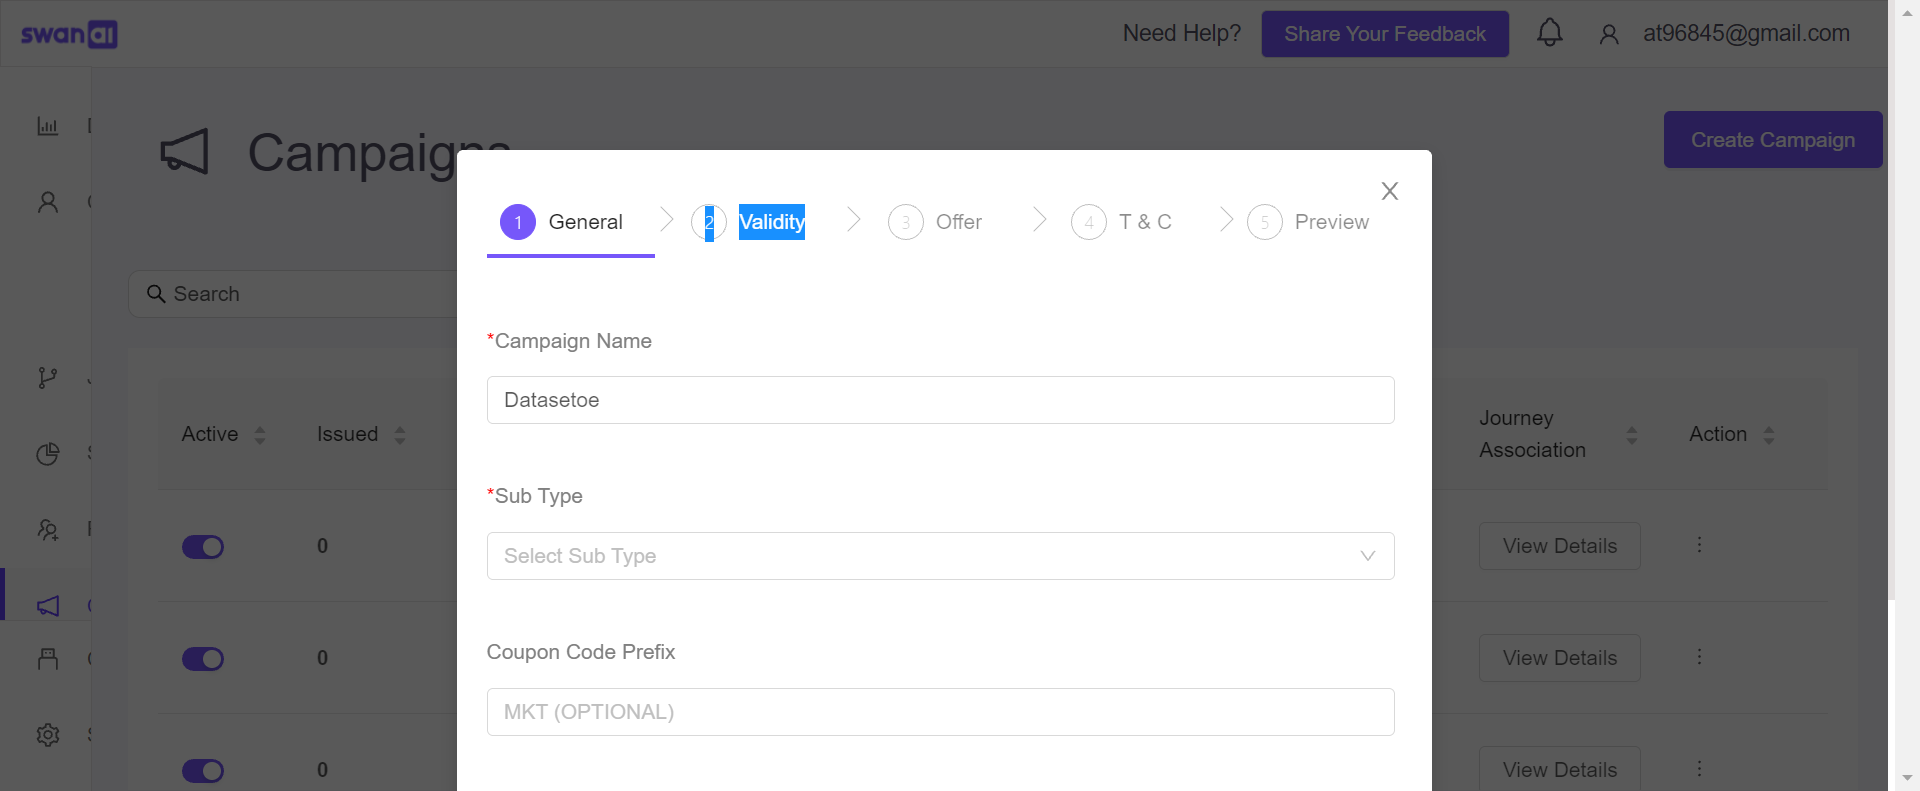 swan ai
Need Help?
Share Your Feedback
at96845@gmail.com
Campaigns
Create Campaign
1 General
2 Validity
3 Offer
4 T & C
5 Preview
Search
*Campaign Name
Datasetoe
Active
Issued
Journey
Association
Action
*Sub Type
Select Sub Type
0
View Details
Coupon Code Prefix
0
View Details
MKT (OPTIONAL)
0
View Details